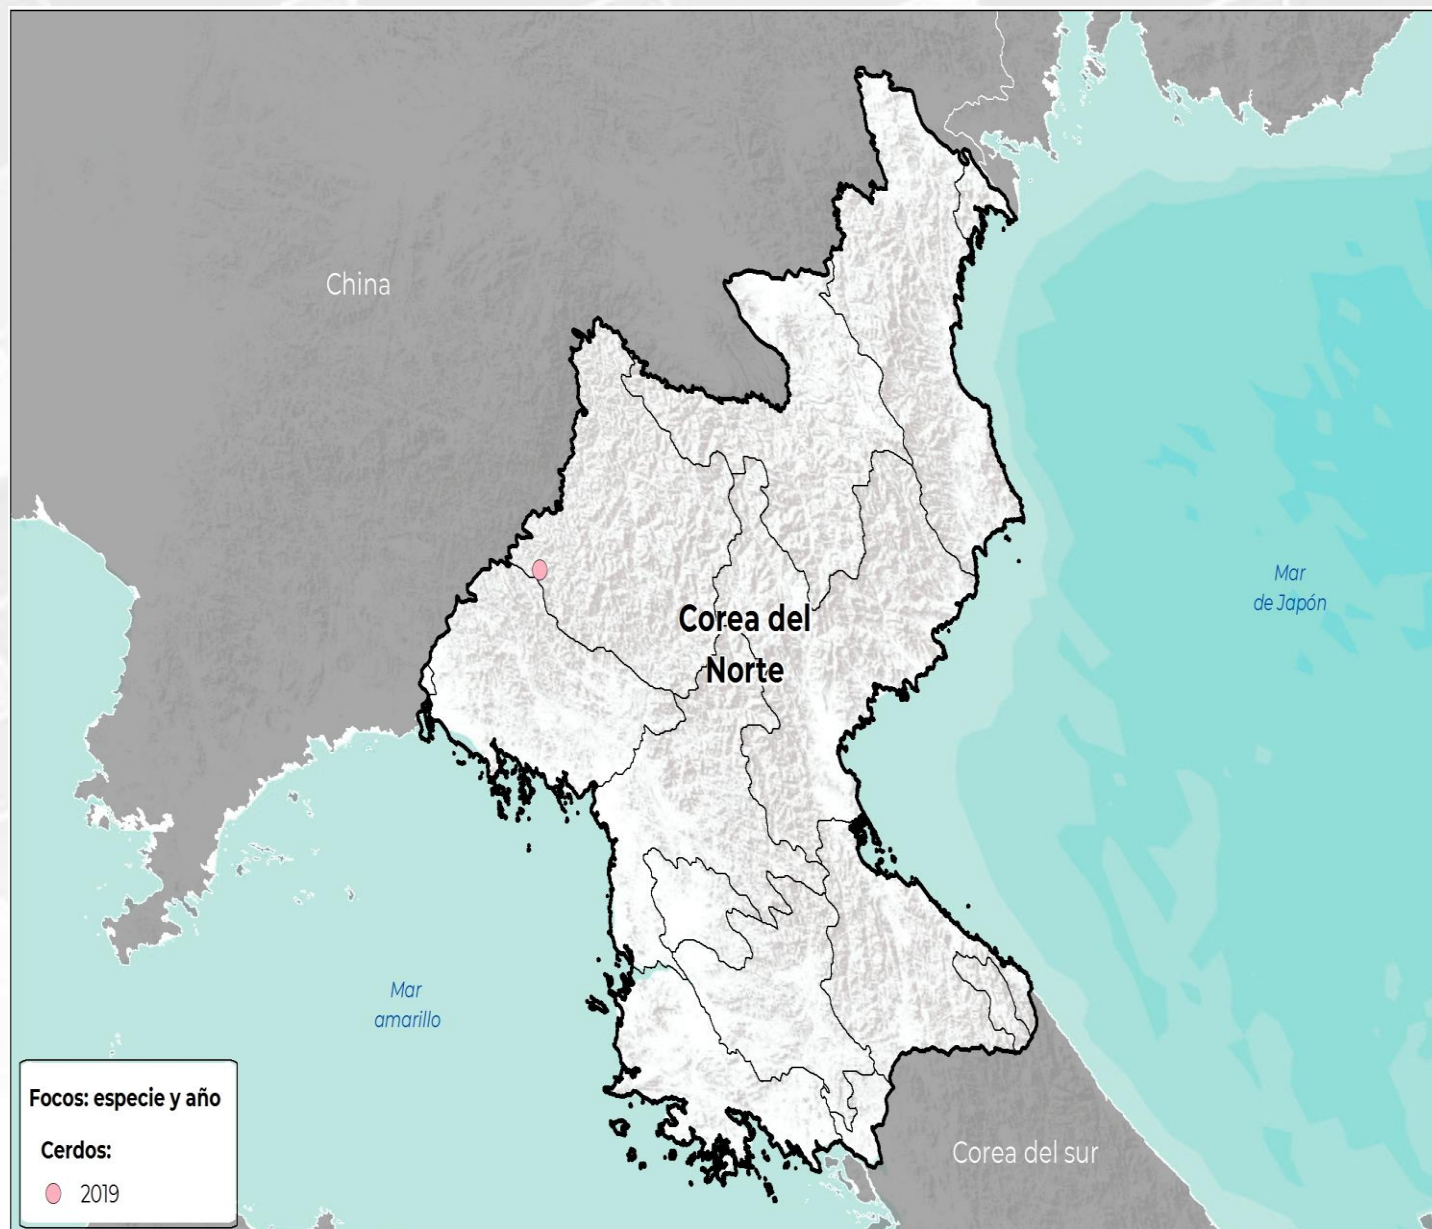 China
Corea del
Norte
Mar
de Japón
Mar
amarillo
Corea del sur
Focos: especie y año
Cerdos:
2019